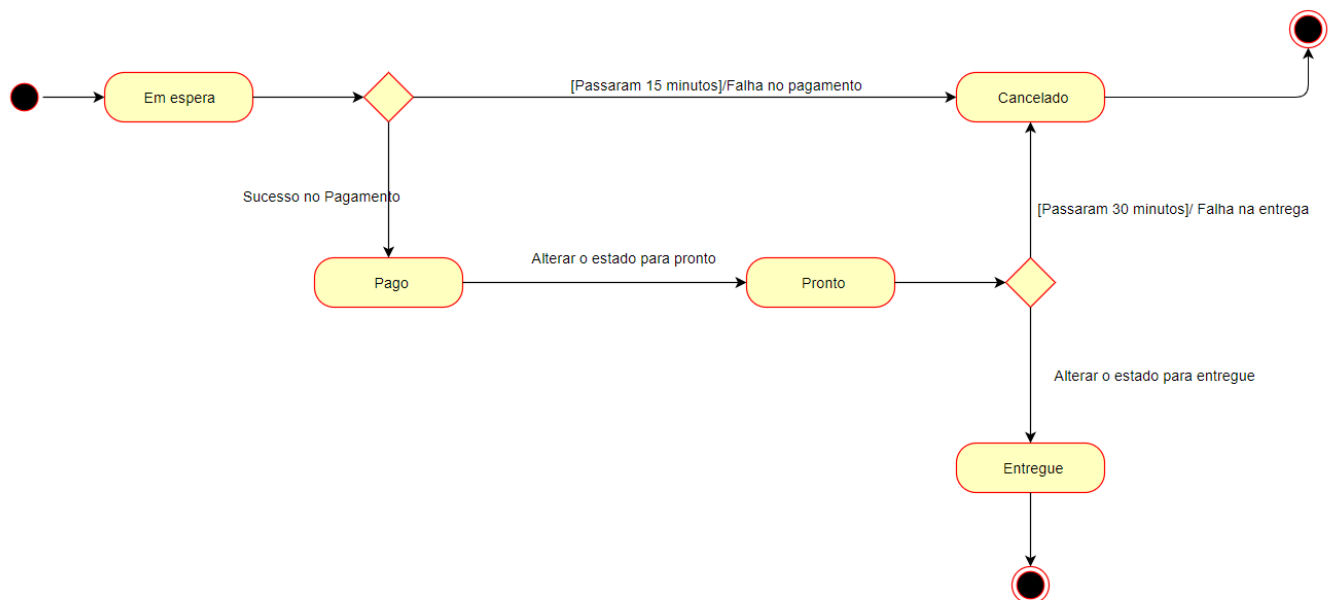 [Passaram 15 minutos]/Falha no pagamento
Em espera
Cancelado
Sucesso no Pagamento
[Passaram 30 minutos]/ Falha na entrega
Alterar o estado para pronto
Pago
Pronto
Alterar o estado para entregue
Entregue